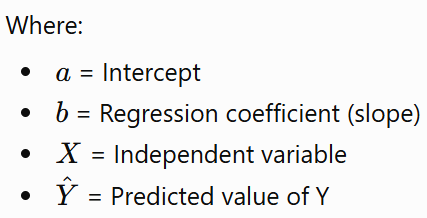 Where:
• a = Intercept
• b = Regression coefficient (slope)
• X = Independent variable
• Ŷ = Predicted value of Y